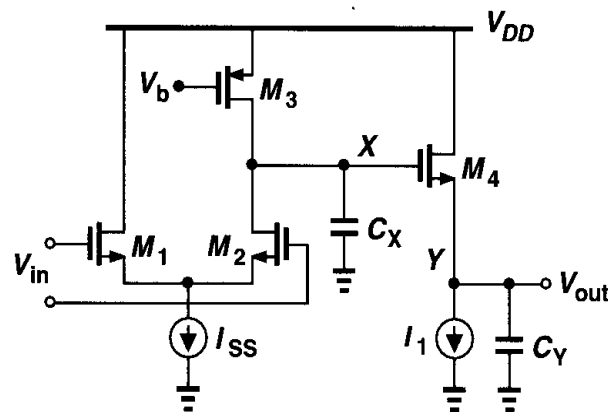 V_DD
V_b
M_3
X
M_4
C_X
V_in
M_1
M_2
Y
V_out
I_SS
I_1
C_Y